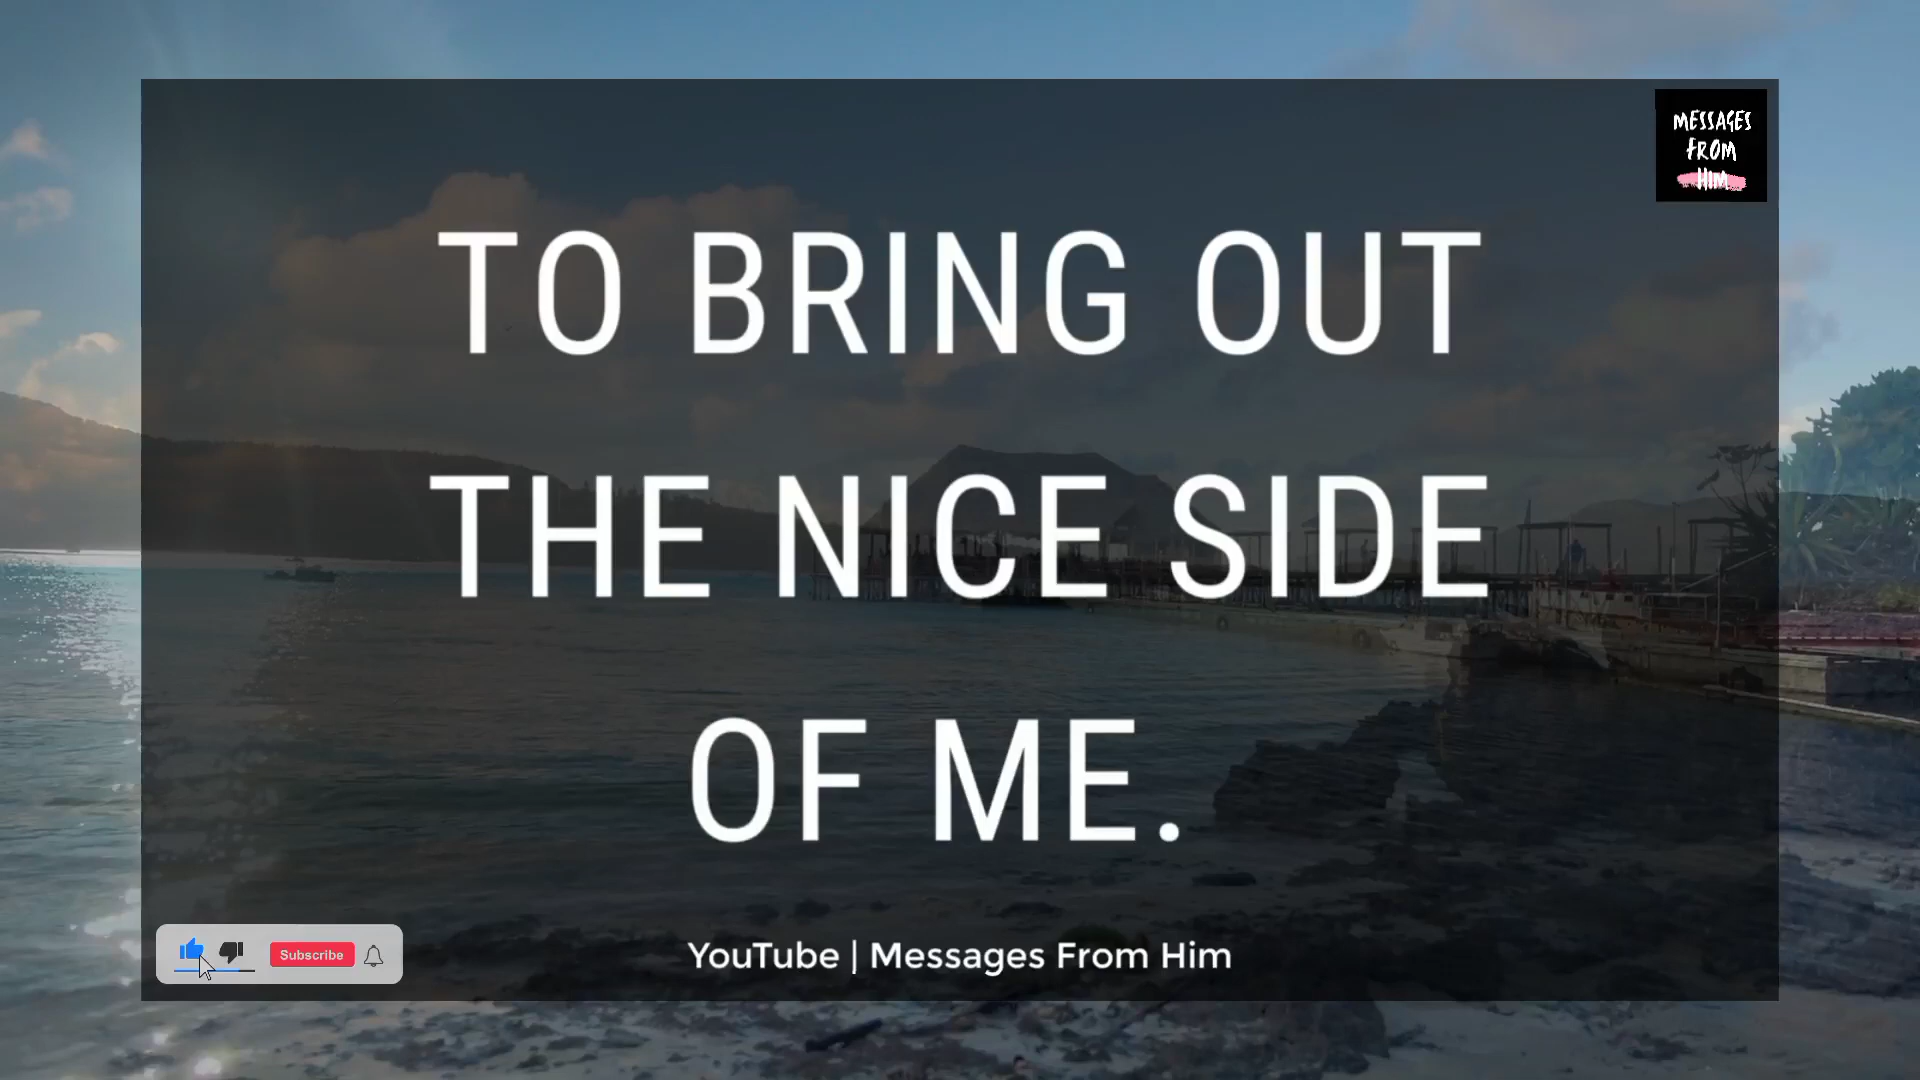 MESSAGES
FROM
HIM
TO BRING OUT
THE NICE SIDE
OF ME.
Subscribe
YouTube | Messages From Him